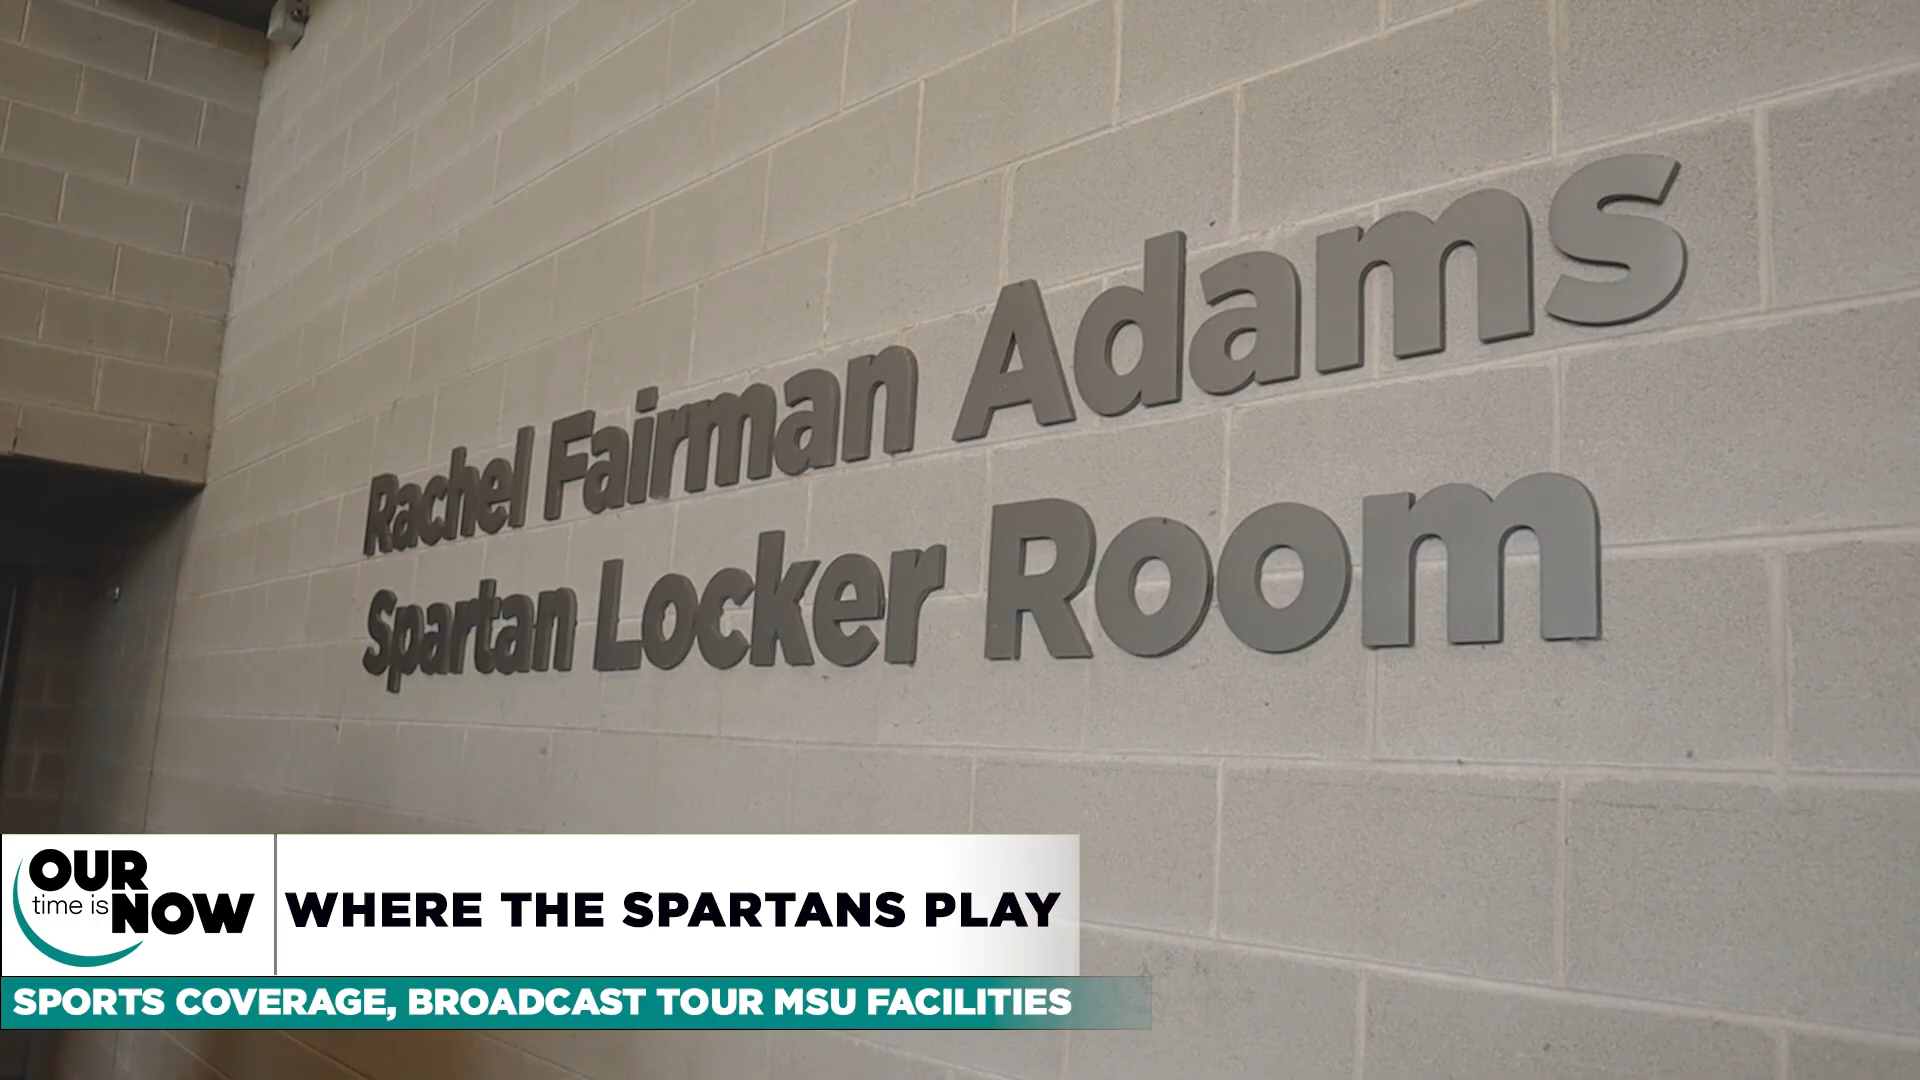 Rachel Fairman Adams
Spartan Locker Room
OUR
time is NOW
WHERE THE SPARTANS PLAY
SPORTS COVERAGE, BROADCAST TOUR MSU FACILITIES